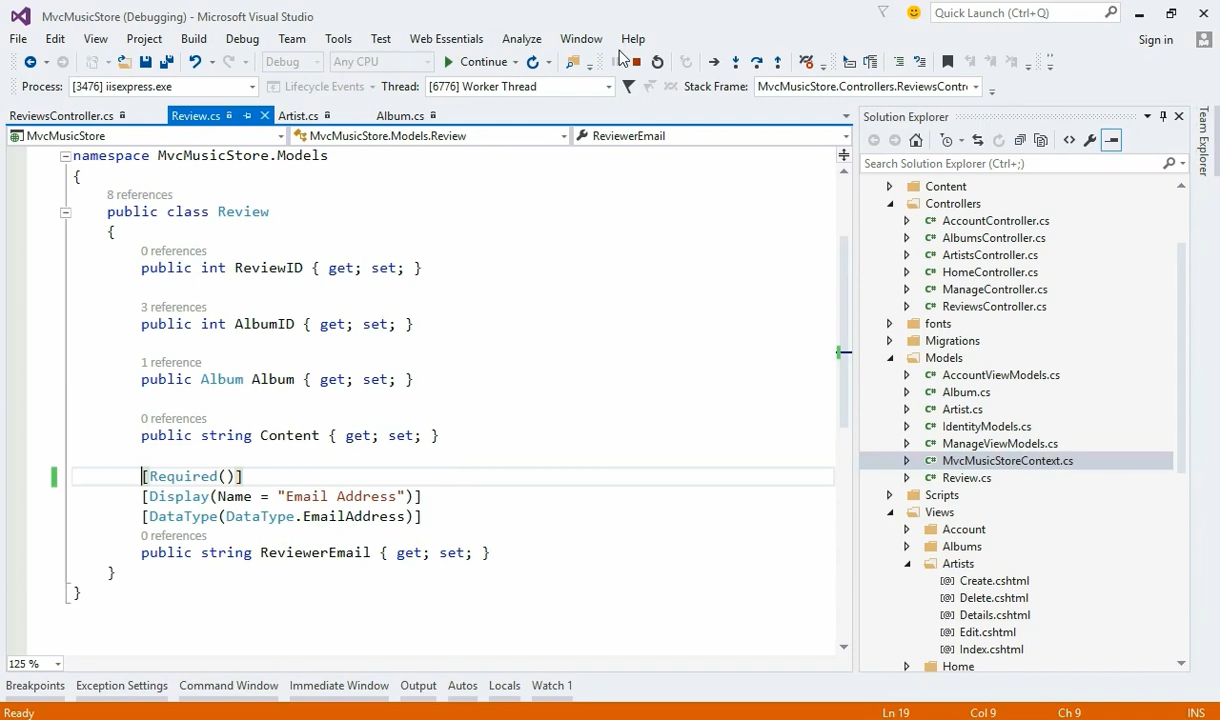 MvcMusicStore (Debugging) - Microsoft Visual Studio
Quick Launch (Ctrl+;)
File Edit View Project Build Debug Team Tools Test Web Essentials Analyze Window Help
Sign in
Debug Any CPU Continue
Process: [3476] iisexpress.exe Lifecycle Events Thread: [6776] Worker Thread Stack Frame: MvcMusicStore.Controllers.ReviewsContr
ReviewsController.cs Review.cs Artist.cs Album.cs
MvcMusicStore MvcMusicStore.Models.Review ReviewerEmail
namespace MvcMusicStore.Models
{
8 references
public class Review
{
0 references
public int ReviewID { get; set; }
3 references
public int AlbumID { get; set; }
1 reference
public Album Album { get; set; }
0 references
public string Content { get; set; }
[Required()]
[Display(Name = "Email Address")]
[DataType(DataType.EmailAddress)]
0 references
public string ReviewerEmail { get; set; }
}
}
125 %
Solution Explorer
Search Solution Explorer (Ctrl+;)
Content
Controllers
C# AccountController.cs
C# AlbumsController.cs
C# ArtistsController.cs
C# HomeController.cs
C# ManageController.cs
C# ReviewsController.cs
fonts
Migrations
Models
C# AccountViewModels.cs
C# Album.cs
C# Artist.cs
C# IdentityModels.cs
C# ManageViewModels.cs
C# MvcMusicStoreContext.cs
C# Review.cs
Scripts
Views
Account
Albums
Artists
[@] Create.cshtml
[@] Delete.cshtml
[@] Details.cshtml
[@] Edit.cshtml
[@] Index.cshtml
Home
Team Explorer
Breakpoints Exception Settings Command Window Immediate Window Output Autos Locals Watch 1
Ready Ln 19 Col 9 Ch 9 INS